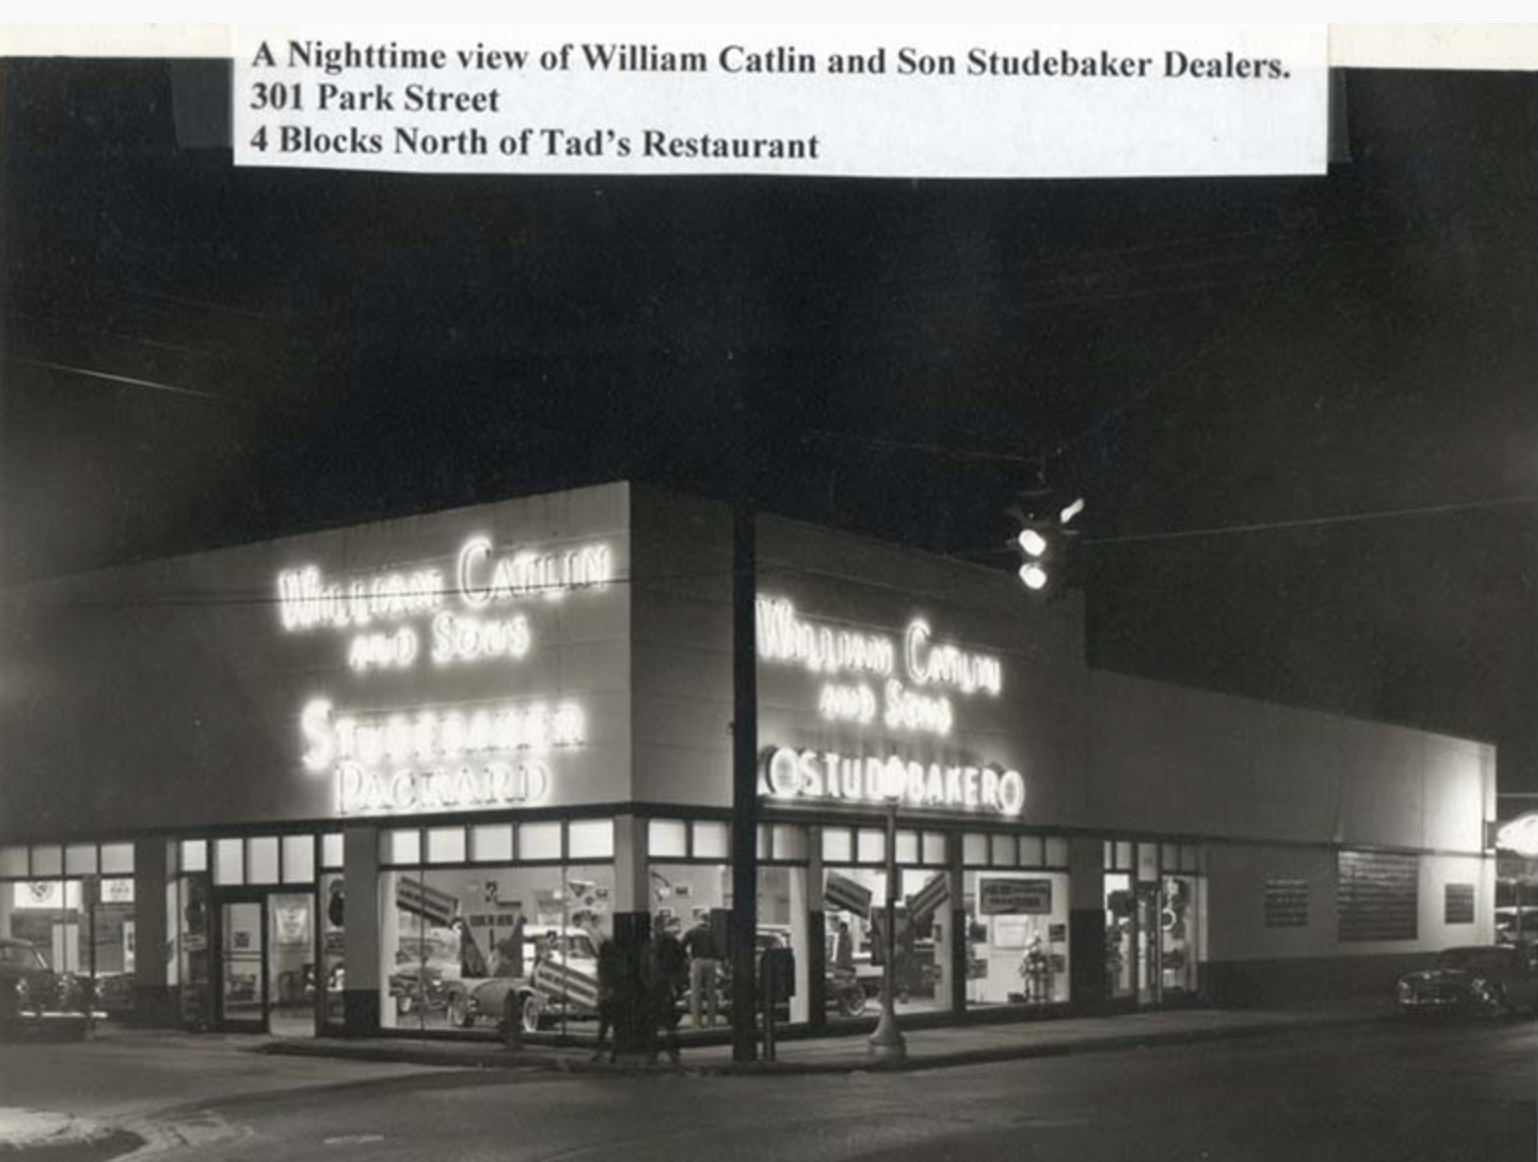 A Nighttime view of William Catlin and Son Studebaker Dealers.
301 Park Street
4 Blocks North of Tad's Restaurant
WILLIAM CATLIN
AND SONS
STUDEBAKER
PACKARD
WILLIAM CATLIN
AND SONS
STUDEBAKER